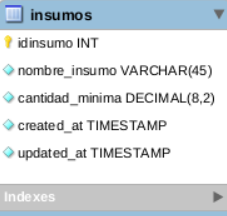 insumos
idinsumo INT
nombre_insumo VARCHAR(45)
cantidad_minima DECIMAL(8,2)
created_at TIMESTAMP
updated_at TIMESTAMP
Indexes